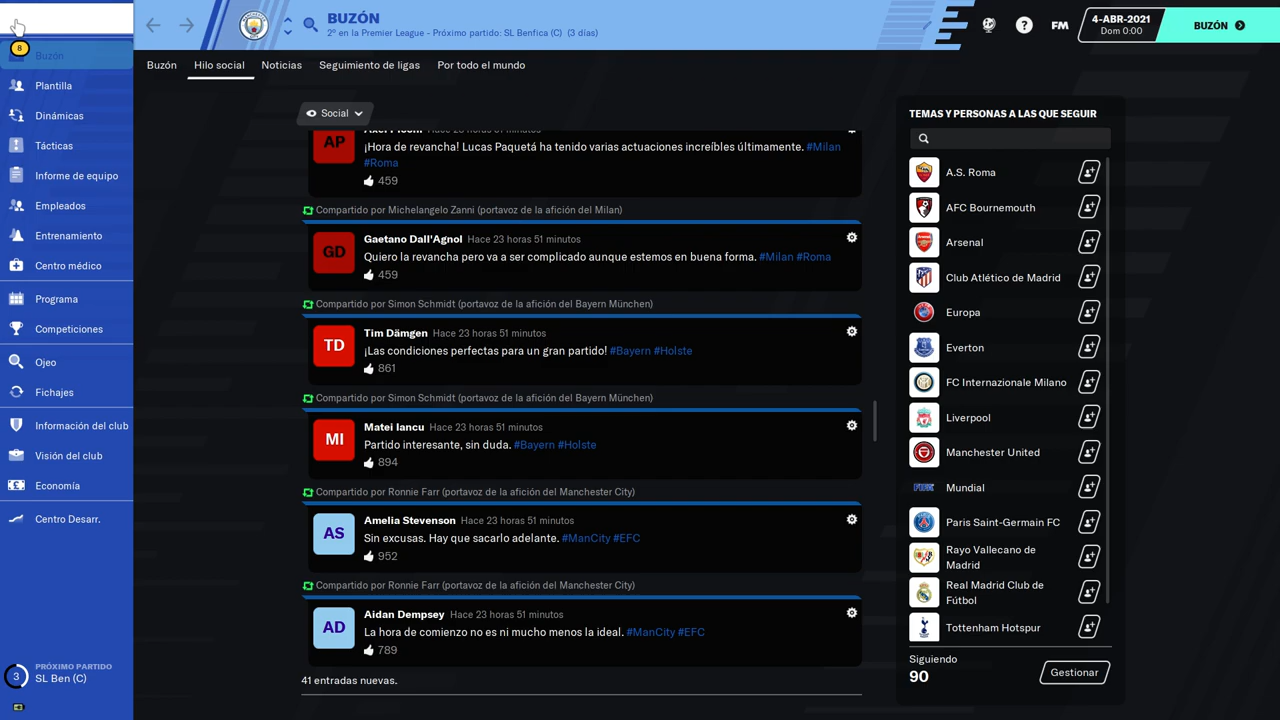 BUZÓN
2º en la Premier League - Próximo partido: SL Benfica (C) (3 días)
FM
4-ABR-2021
Dom 0:00
BUZÓN
8
Buzón
Plantilla
Dinámicas
Tácticas
Informe de equipo
Empleados
Entrenamiento
Centro médico
Programa
Competiciones
Ojeo
Fichajes
Información del club
Visión del club
Economía
Centro Desarr.
3
PRÓXIMO PARTIDO
SL Ben (C)
Buzón
Hilo social
Noticias
Seguimiento de ligas
Por todo el mundo
Social
AP
¡Hora de revancha! Lucas Paquetá ha tenido varias actuaciones increíbles últimamente. #Milan
#Roma
459
Compartido por Michelangelo Zanni (portavoz de la afición del Milan)
GD
Gaetano Dall'Agnol Hace 23 horas 51 minutos
Quiero la revancha pero va a ser complicado aunque estemos en buena forma. #Milan #Roma
459
Compartido por Simon Schmidt (portavoz de la afición del Bayern München)
TD
Tim Dämgen Hace 23 horas 51 minutos
¡Las condiciones perfectas para un gran partido! #Bayern #Holste
861
Compartido por Simon Schmidt (portavoz de la afición del Bayern München)
MI
Matei Iancu Hace 23 horas 51 minutos
Partido interesante, sin duda. #Bayern #Holste
894
Compartido por Ronnie Farr (portavoz de la afición del Manchester City)
AS
Amelia Stevenson Hace 23 horas 51 minutos
Sin excusas. Hay que sacarlo adelante. #ManCity #EFC
952
Compartido por Ronnie Farr (portavoz de la afición del Manchester City)
AD
Aidan Dempsey Hace 23 horas 51 minutos
La hora de comienzo no es ni mucho menos la ideal. #ManCity #EFC
789
41 entradas nuevas.
TEMAS Y PERSONAS A LAS QUE SEGUIR
A.S. Roma
AFC Bournemouth
Arsenal
Club Atlético de Madrid
Europa
Everton
FC Internazionale Milano
Liverpool
Manchester United
Mundial
Paris Saint-Germain FC
Rayo Vallecano de
Madrid
Real Madrid Club de
Fútbol
Tottenham Hotspur
Siguiendo
90
Gestionar